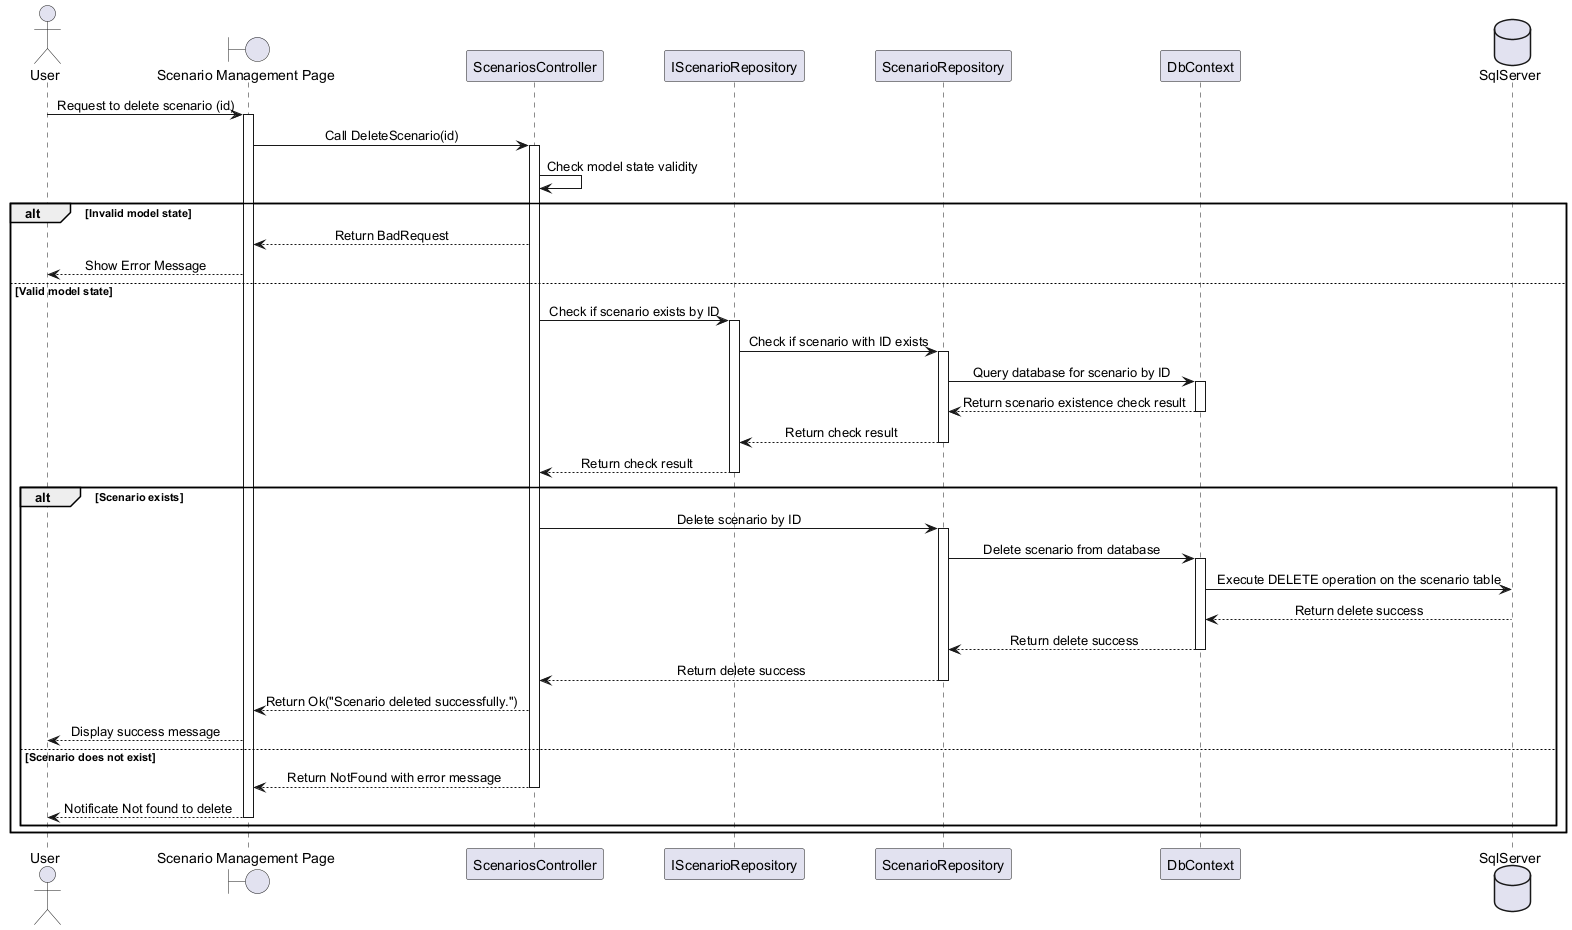 User
Scenario Management Page
ScenariosController
IScenarioRepository
ScenarioRepository
DbContext
SqlServer
Request to delete scenario (id)
Call DeleteScenario(id)
Check model state validity
alt [Invalid model state]
Return BadRequest
Show Error Message
[Valid model state]
Check if scenario exists by ID
Check if scenario with ID exists
Query database for scenario by ID
Return scenario existence check result
Return check result
Return check result
alt [Scenario exists]
Delete scenario by ID
Delete scenario from database
Execute DELETE operation on the scenario table
Return delete success
Return delete success
Return delete success
Return Ok("Scenario deleted successfully.")
Display success message
[Scenario does not exist]
Return NotFound with error message
Notificate Not found to delete
User
Scenario Management Page
ScenariosController
IScenarioRepository
ScenarioRepository
DbContext
SqlServer